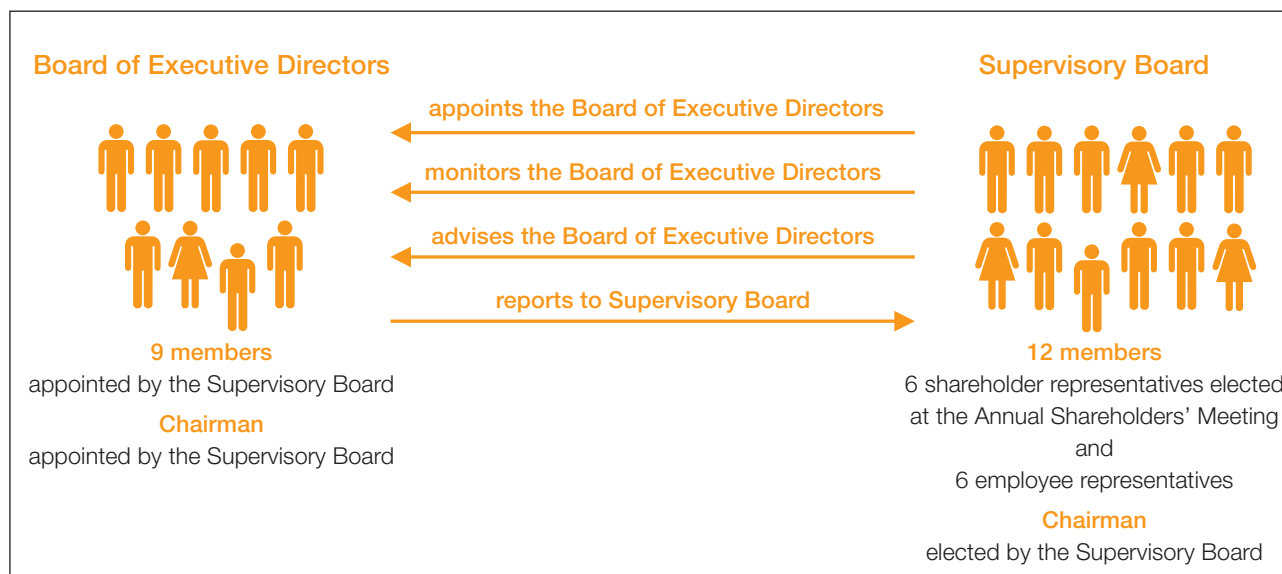 Board of Executive Directors
Supervisory Board
appoints the Board of Executive Directors
monitors the Board of Executive Directors
advises the Board of Executive Directors
reports to Supervisory Board
9 members
appointed by the Supervisory Board
Chairman
appointed by the Supervisory Board
12 members
6 shareholder representatives elected
at the Annual Shareholders’ Meeting
and
6 employee representatives
Chairman
elected by the Supervisory Board